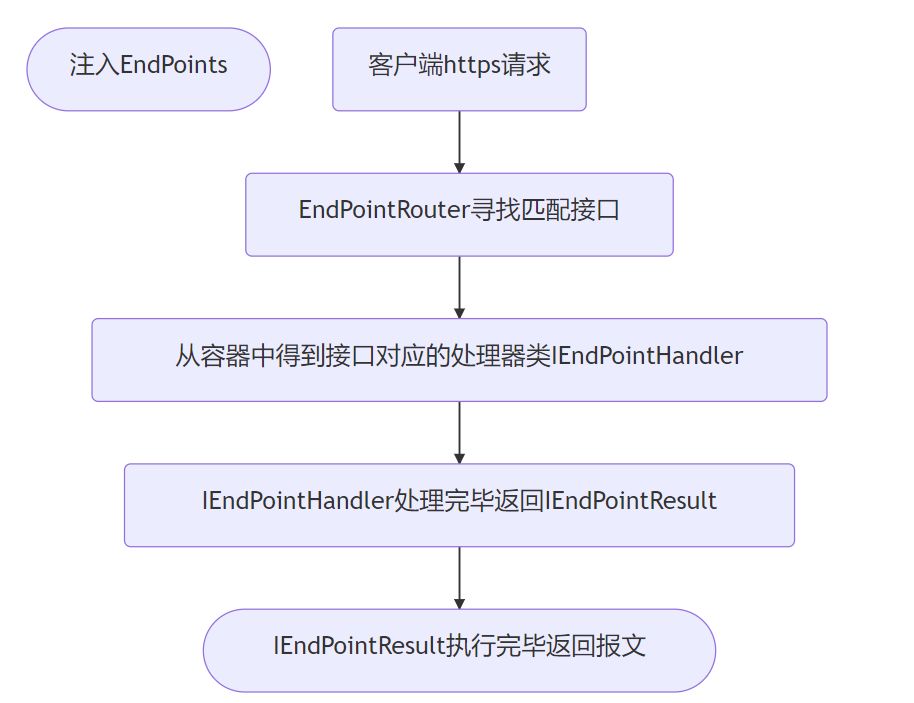 注入EndPoints
客户端https请求
EndPointRouter寻找匹配接口
从容器中得到接口对应的处理器类IEndPointHandler
IEndPointHandler处理完毕返回IEndPointResult
IEndPointResult执行完毕返回报文